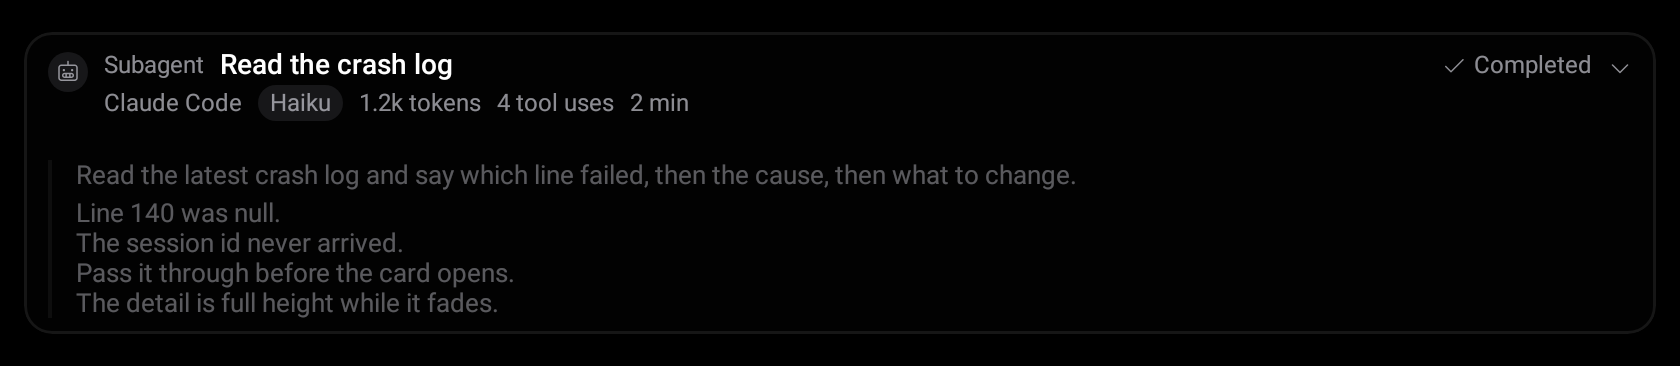 Subagent Read the crash log Completed
Claude Code Haiku 1.2k tokens 4 tool uses 2 min
Read the latest crash log and say which line failed, then the cause, then what to change.
Line 140 was null.
The session id never arrived.
Pass it through before the card opens.
The detail is full height while it fades.